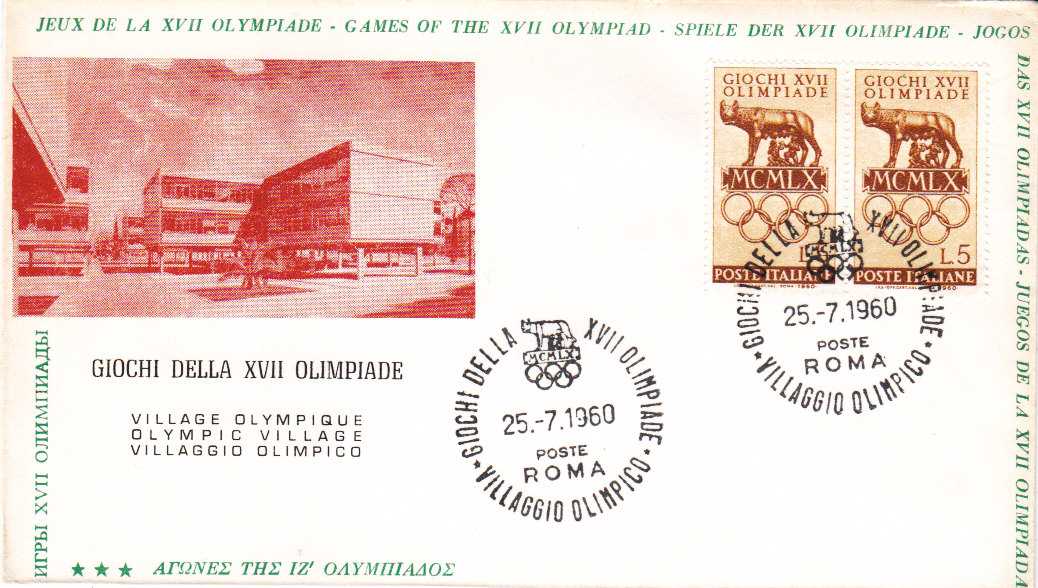 JEUX DE LA XVII OLYMPIADE - GAMES OF THE XVII OLYMPIAD - SPIELE DER XVII OLIMPIADE - JOGOS
DAS XVII OLIMPIADAS - JUEGOS DE LA XVII OLIMPIADA
GIOCHI XVII
OLIMPIADE
MCMLX
L
POSTE ITALIANE
GIOCHI XVII
OLIMPIADE
MCMLX
L.5
POSTE ITALIANE
1960
GIOCHI DELLA XVII OLIMPIADE
25.-7.1960
POSTE
ROMA
* VILLAGGIO OLIMPICO *
GIOCHI DELLA XVII OLIMPIADE
VILLAGE OLYMPIQUE
OLYMPIC VILLAGE
VILLAGGIO OLIMPICO
GIOCHI DELLA XVII OLIMPIADE
MCMLX
25.-7.1960
POSTE
ROMA
* VILLAGGIO OLIMPICO *
ИГРЫ XVII ОЛИМПИАДЫ
★ ★ ★ ΑΓΩΝΕΣ ΤΗΣ ΙΖ' ΟΛΥΜΠΙΑΔΟΣ